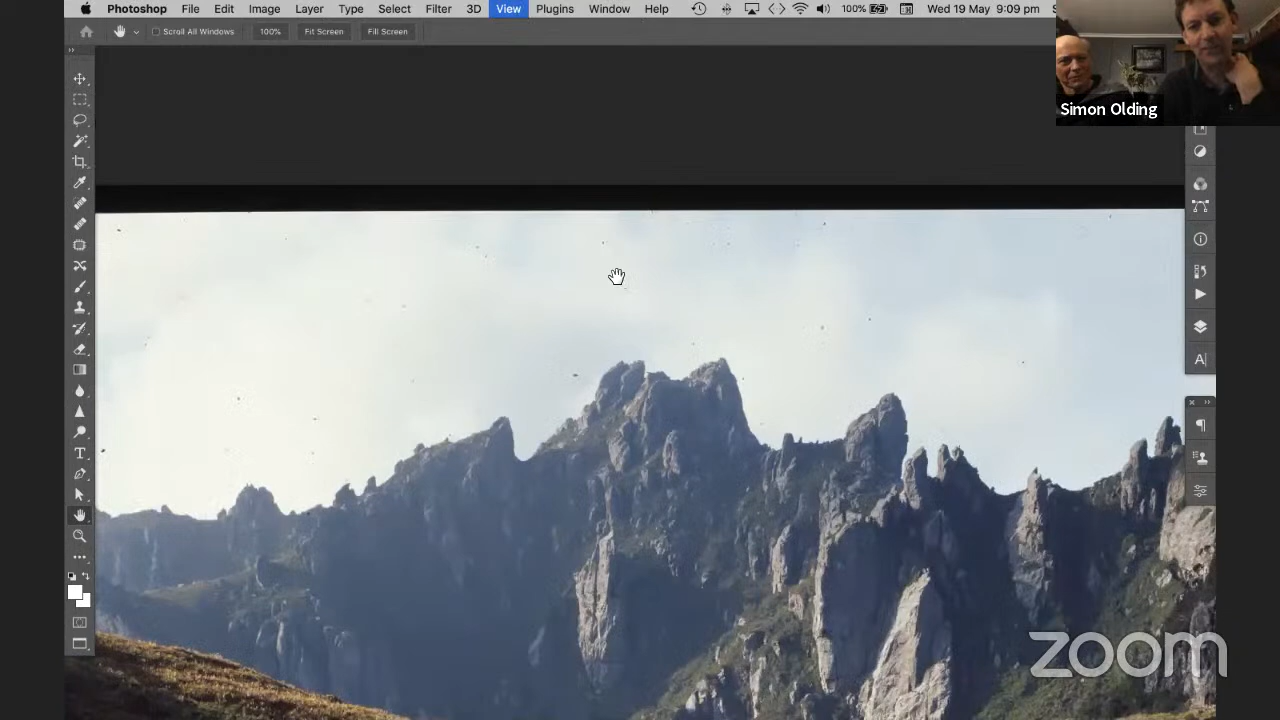 Photoshop File Edit Image Layer Type Select Filter 3D View Plugins Window Help 100% Wed 19 May 9:09 pm
Scroll All Windows 100% Fit Screen Fill Screen
Simon Olding
zoom